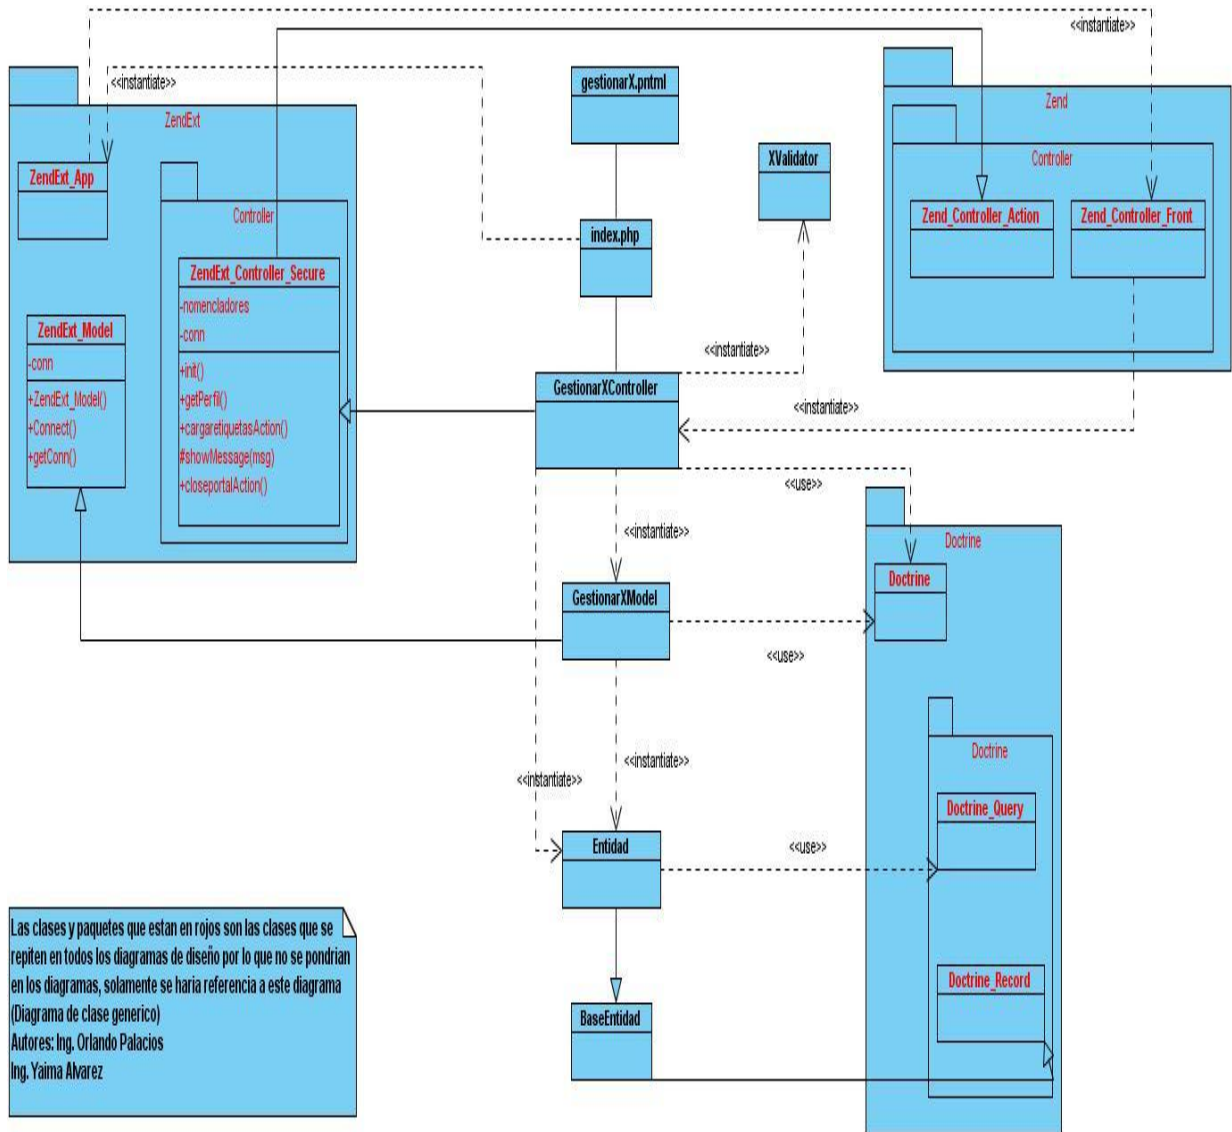 <<instantiate>>
<<instantiate>>
gestionarX.pntml
Zend
ZendExt
Controller
XValidator
ZendExt_App
Controller
Zend_Controller_Action
Zend_Controller_Front
index.php
ZendExt_Controller_Secure
-nomencladores
-conn
+init()
+getPerfil()
+cargaretiquetasAction()
#showMessage(msg)
+closeportalAction()
ZendExt_Model
-conn
+ZendExt_Model()
+Connect()
+getConn()
<<instantiate>>
GestionarXController
<<instantiate>>
<<use>>
<<instantiate>>
Doctrine
Doctrine
GestionarXModel
<<use>>
Doctrine
<<instantiate>>
<<instantiate>>
Doctrine_Query
Entidad
<<use>>
Doctrine_Record
BaseEntidad
Las clases y paquetes que estan en rojos son las clases que se
repiten en todos los diagramas de diseño por lo que no se pondrian
en los diagramas, solamente se haria referencia a este diagrama
(Diagrama de clase generico)
Autores: Ing. Orlando Palacios
Ing. Yaima Alvarez